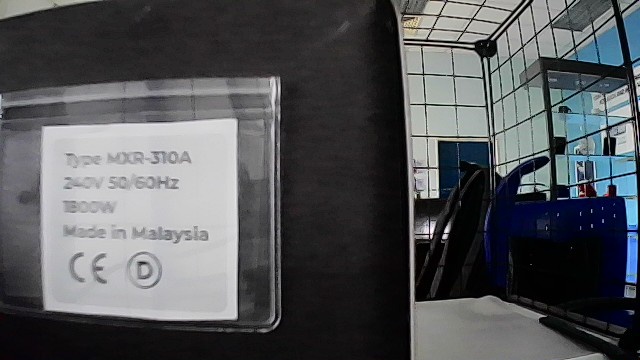 Type MXR-310A
240V 50/60Hz
1800W
Made in Malaysia
CE D